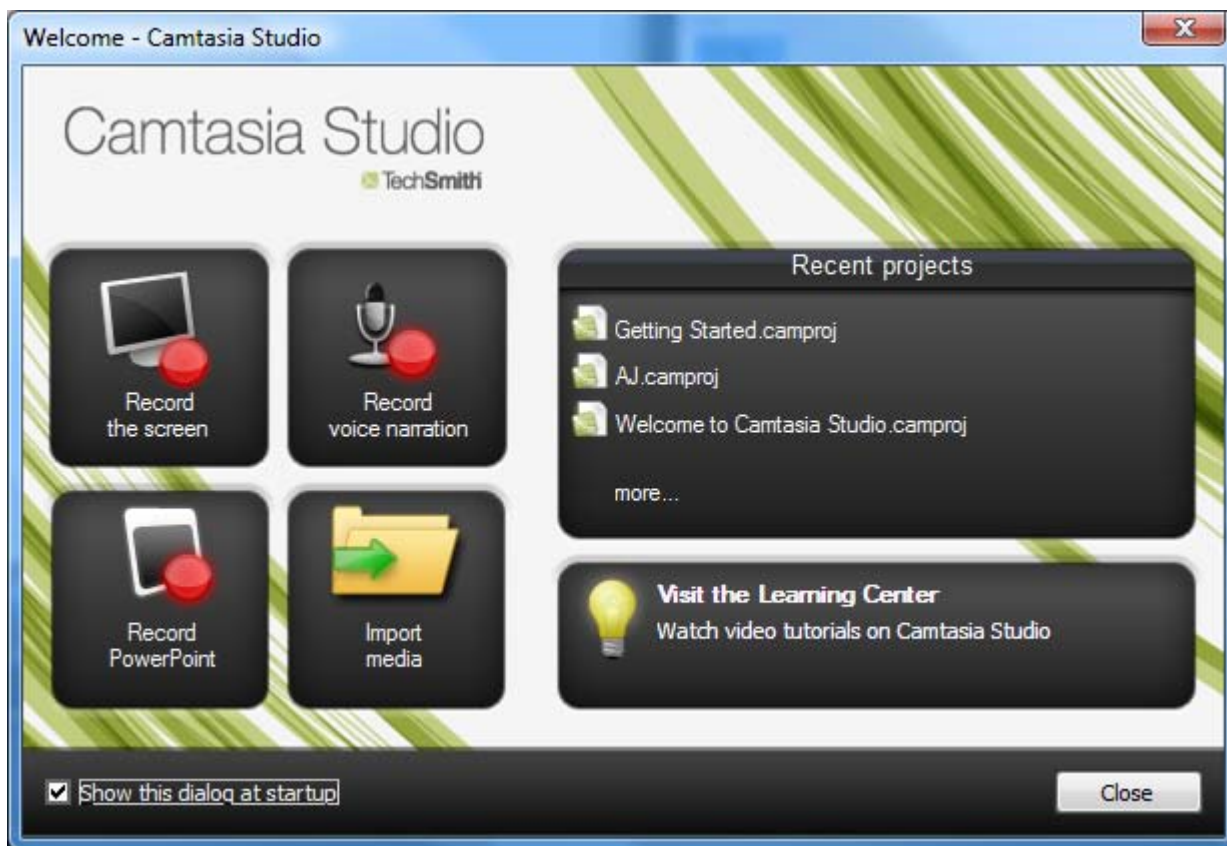 Welcome - Camtasia Studio
Camtasia Studio
TechSmith
Record
the screen
Record
voice narration
Record
PowerPoint
Import
media
Recent projects
Getting Started.camproj
AJ.camproj
Welcome to Camtasia Studio.camproj
more...
Visit the Learning Center
Watch video tutorials on Camtasia Studio
Show this dialog at startup
Close